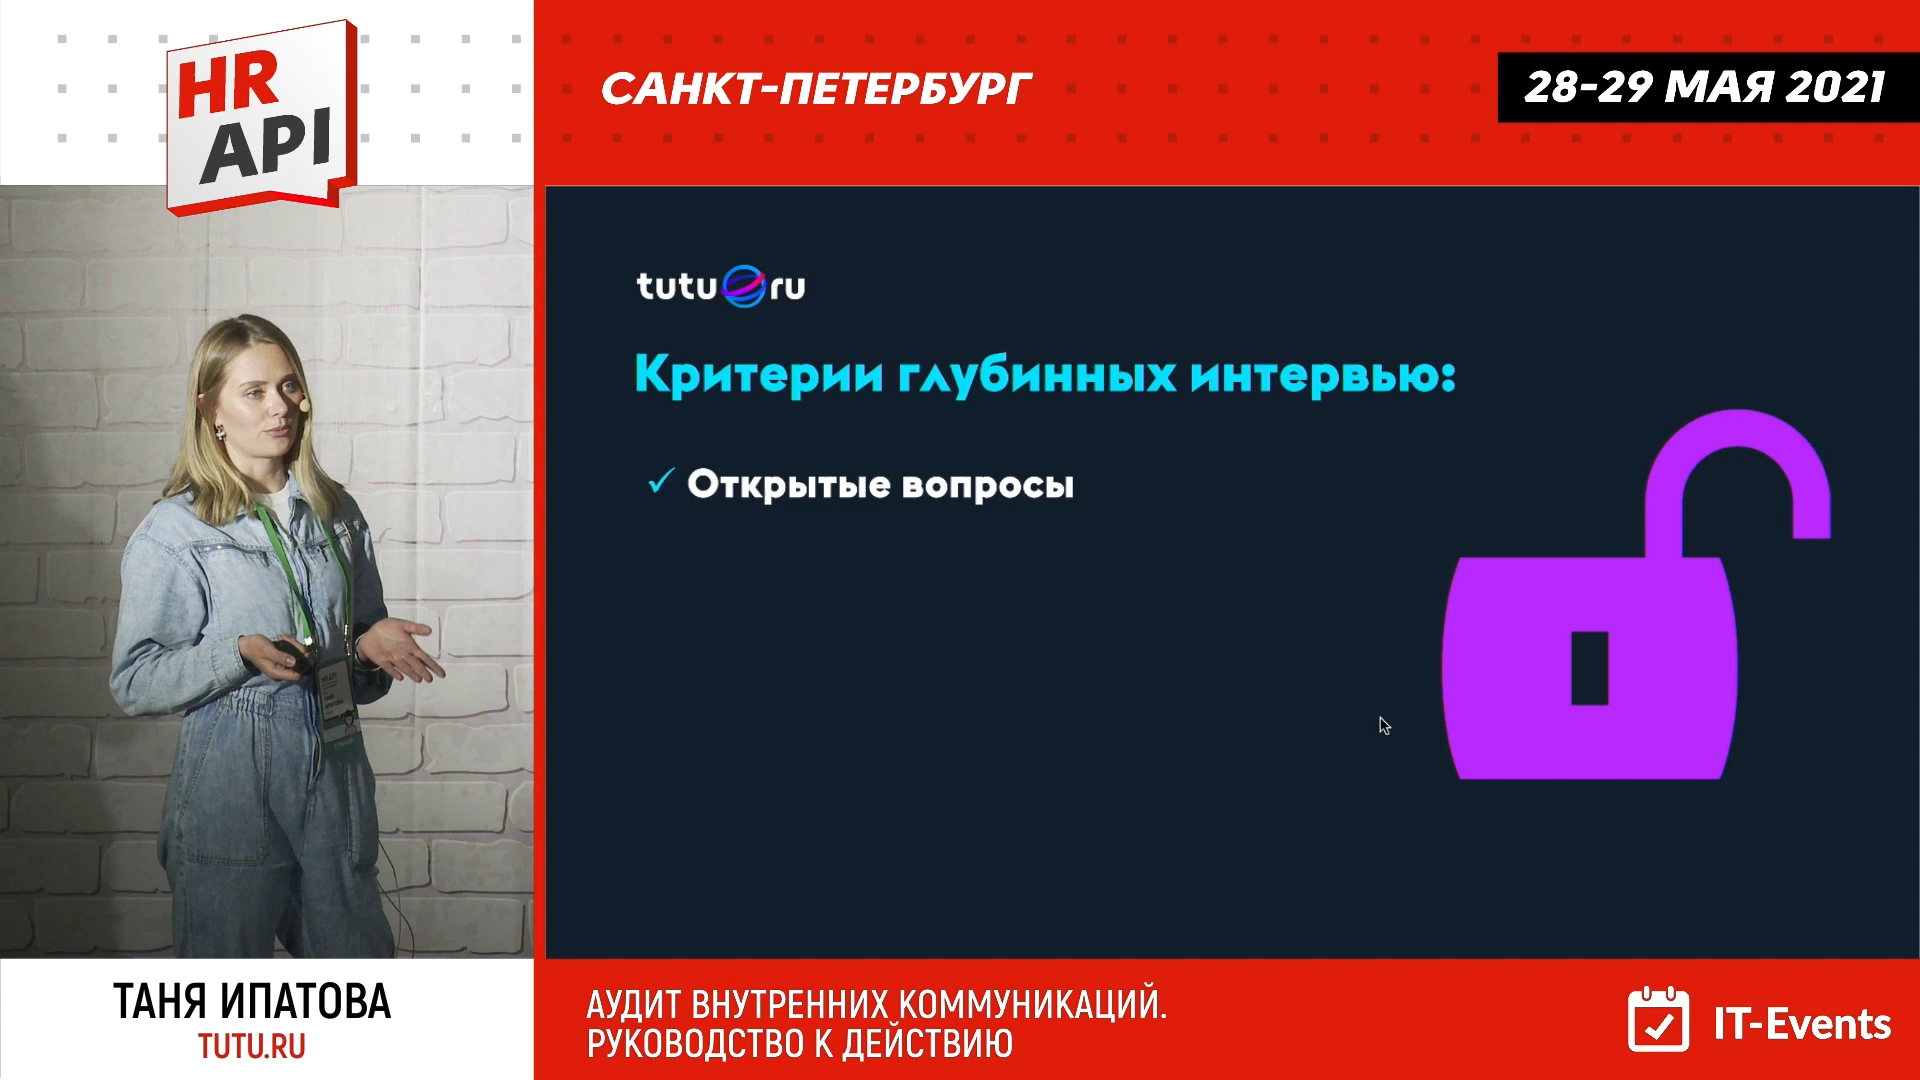 HR
API
САНКТ-ПЕТЕРБУРГ
28-29 МАЯ 2021
tutu ru
Критерии глубинных интервью:
✓ Открытые вопросы
ТАНЯ ИПАТОВА
TUTU.RU
АУДИТ ВНУТРЕННИХ КОММУНИКАЦИЙ.
РУКОВОДСТВО К ДЕЙСТВИЮ
IT-Events